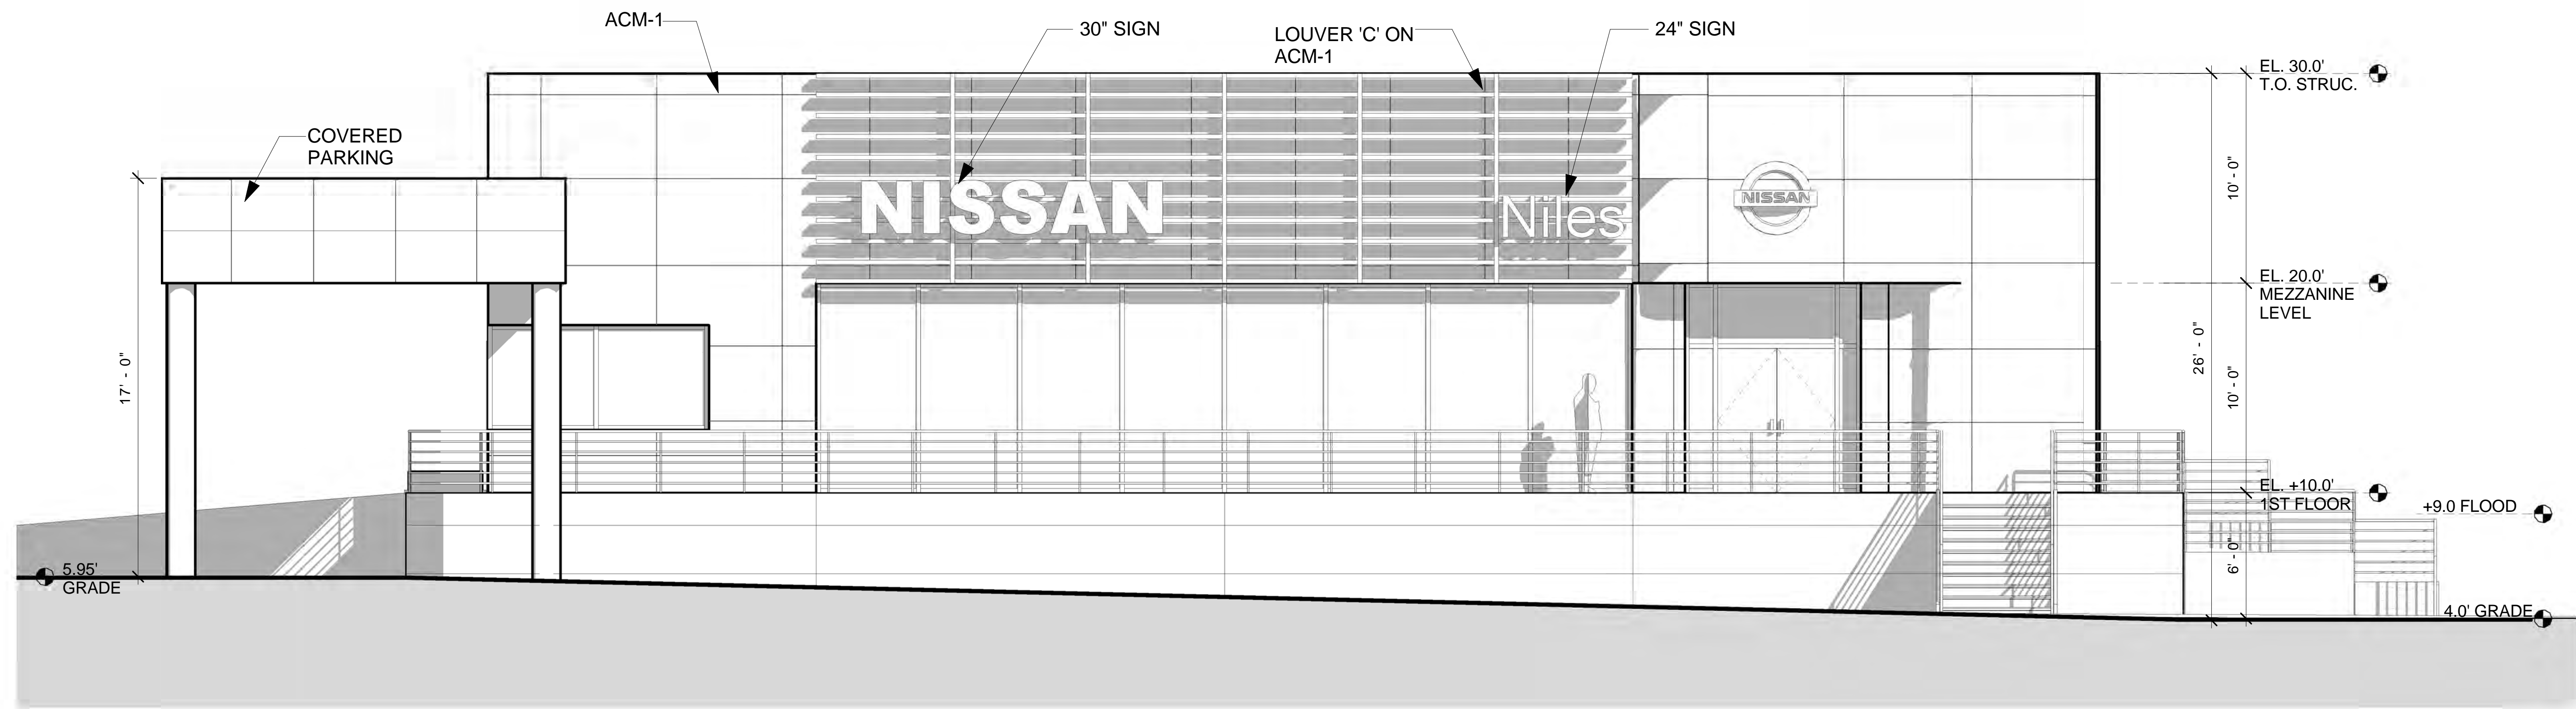 ACM-1
30" SIGN
LOUVER 'C' ON
ACM-1
24" SIGN
EL. 30.0'
T.O. STRUC.
COVERED
PARKING
10' - 0"
NISSAN
Niles
NISSAN
EL. 20.0'
MEZZANINE
LEVEL
17' - 0"
26' - 0"
10' - 0"
EL. +10.0'
1ST FLOOR
+9.0 FLOOD
6' - 0"
5.95'
GRADE
4.0' GRADE